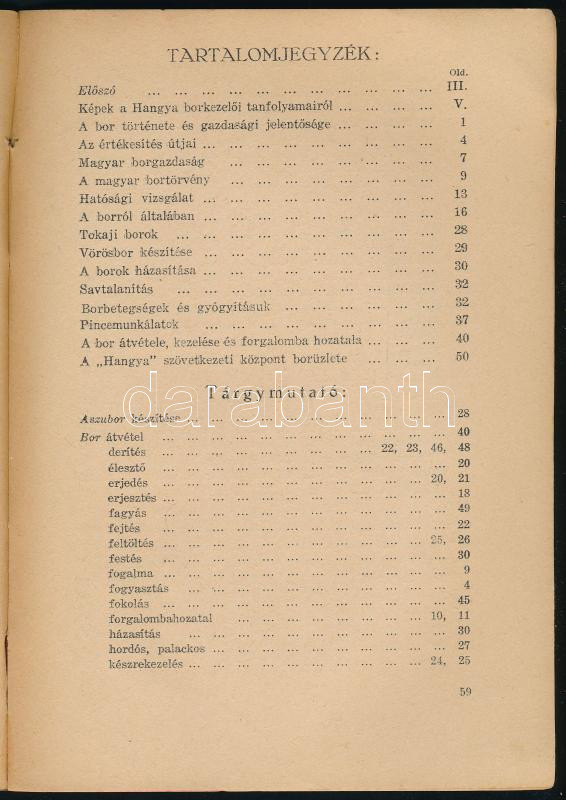 TARTALOMJEGYZÉK:
Old.
Előszó ... ... ... ... ... ... ... ... ... ... ... III.
Képek a Hangya borkezelői tanfolyamairól ... ... ... ... V.
A bor története és gazdasági jelentősége ... ... ... ... 1
Az értékesítés útjai ... ... ... ... ... ... ... ... ... 4
Magyar borgazdaság ... ... ... ... ... ... ... ... 7
A magyar bortörvény ... ... ... ... ... ... ... ... 9
Hatósági vizsgálat ... ... ... ... ... ... ... ... ... 13
A borról általában ... ... ... ... ... ... ... ... ... 16
Tokaji borok ... ... ... ... ... ... ... ... ... ... 28
Vörösbor készítése ... ... ... ... ... ... ... ... ... 29
A borok házasítása ... ... ... ... ... ... ... ... ... 30
Savtalanítás ... ... ... ... ... ... ... ... ... ... 32
Borbetegségek és gyógyításuk ... ... ... ... ... ... 32
Pincemunkálatok ... ... ... ... ... ... ... ... ... 37
A bor átvétele, kezelése és forgalomba hozatala ... ... ... 40
A „Hangya" szövetkezeti központ borüzlete ... ... ... 50
Tárgymutató:
Aszubor készítése ... ... ... ... ... ... ... ... ... ... ... 28
Bor átvétel ... ... ... ... ... ... ... ... ... ... ... ... 40
derítés ... ... ... ... ... ... ... ... ... 22, 23, 46, 48
élesztő ... ... ... ... ... ... ... ... ... ... ... ... 20
erjedés ... ... ... ... ... ... ... ... ... ... ... 20, 21
erjesztés ... ... ... ... ... ... ... ... ... ... ... ... 18
fagyás ... ... ... ... ... ... ... ... ... ... ... ... 49
fejtés ... ... ... ... ... ... ... ... ... ... ... ... 22
feltöltés ... ... ... ... ... ... ... ... ... ... ... 25, 26
festés ... ... ... ... ... ... ... ... ... ... ... ... 30
fogalma ... ... ... ... ... ... ... ... ... ... ... ... 9
fogyasztás ... ... ... ... ... ... ... ... ... ... ... 4
fokolás ... ... ... ... ... ... ... ... ... ... ... ... 45
forgalombahozatal ... ... ... ... ... ... ... ... 10, 11
házasítás ... ... ... ... ... ... ... ... ... ... ... 30
hordós, palackos ... ... ... ... ... ... ... ... ... ... 27
készrekezelés ... ... ... ... ... ... ... ... ... ... 24, 25
59
darabanth